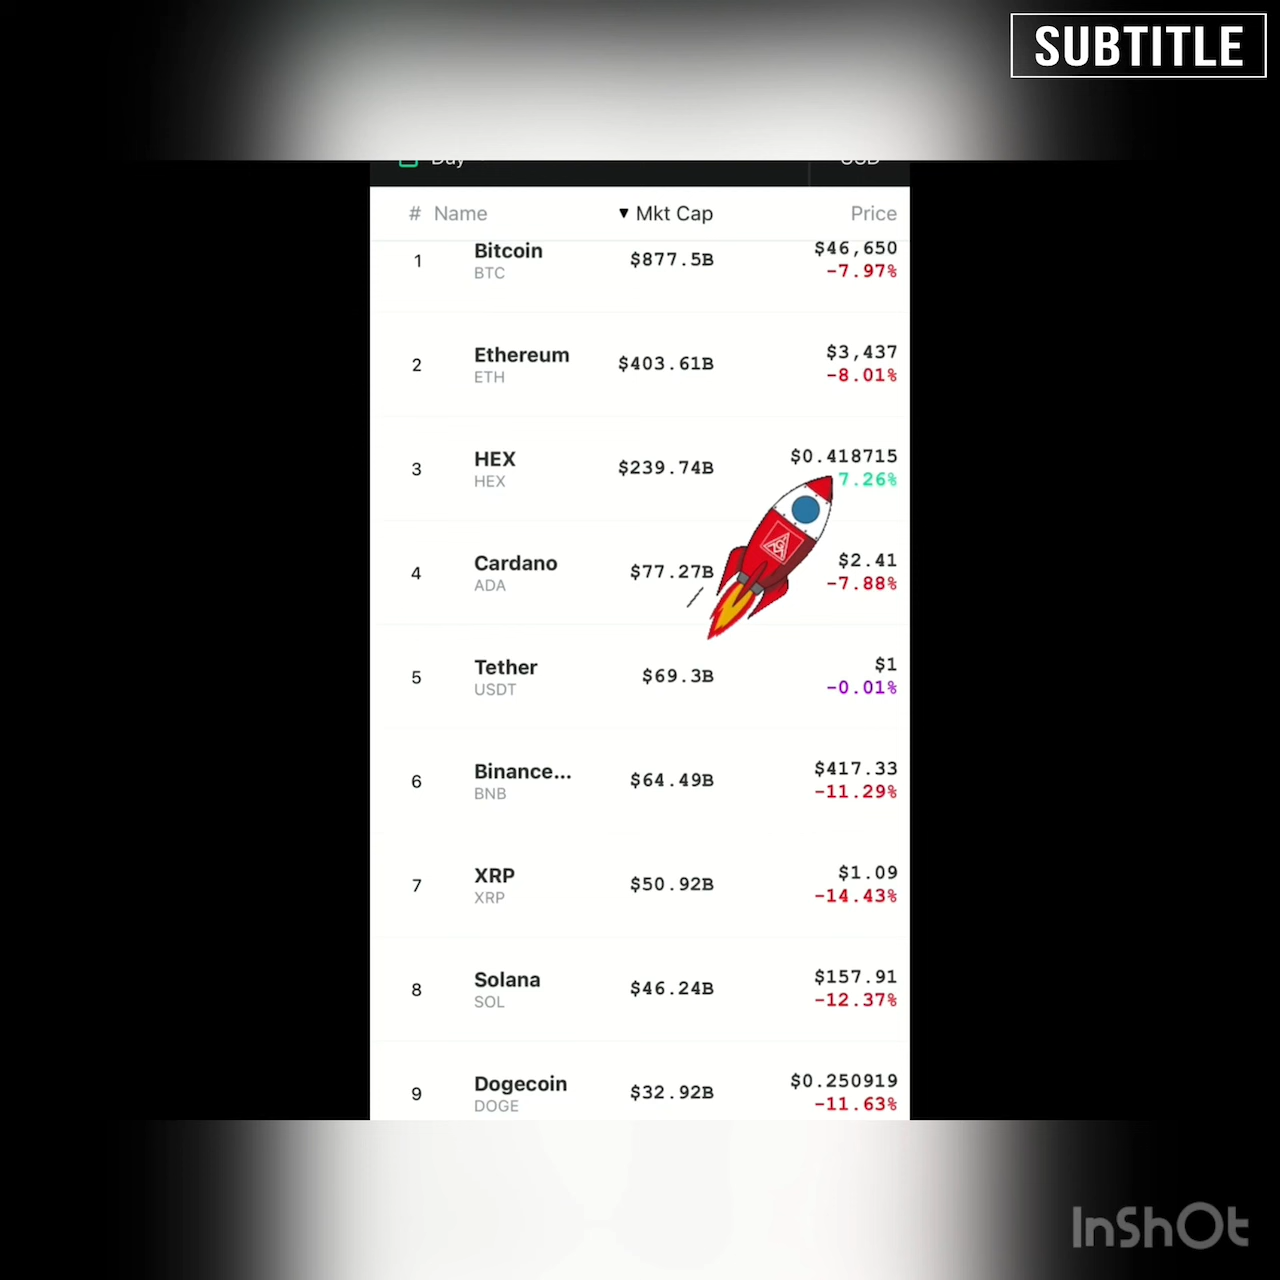 SUBTITLE
Day USD
# Name ▼ Mkt Cap Price
1 Bitcoin BTC $877.5B $46,650 -7.97%
2 Ethereum ETH $403.61B $3,437 -8.01%
3 HEX HEX $239.74B $0.418715 7.26%
4 Cardano ADA $77.27B $2.41 -7.88%
5 Tether USDT $69.3B $1 -0.01%
6 Binance... BNB $64.49B $417.33 -11.29%
7 XRP XRP $50.92B $1.09 -14.43%
8 Solana SOL $46.24B $157.91 -12.37%
9 Dogecoin DOGE $32.92B $0.250919 -11.63%
InShOt